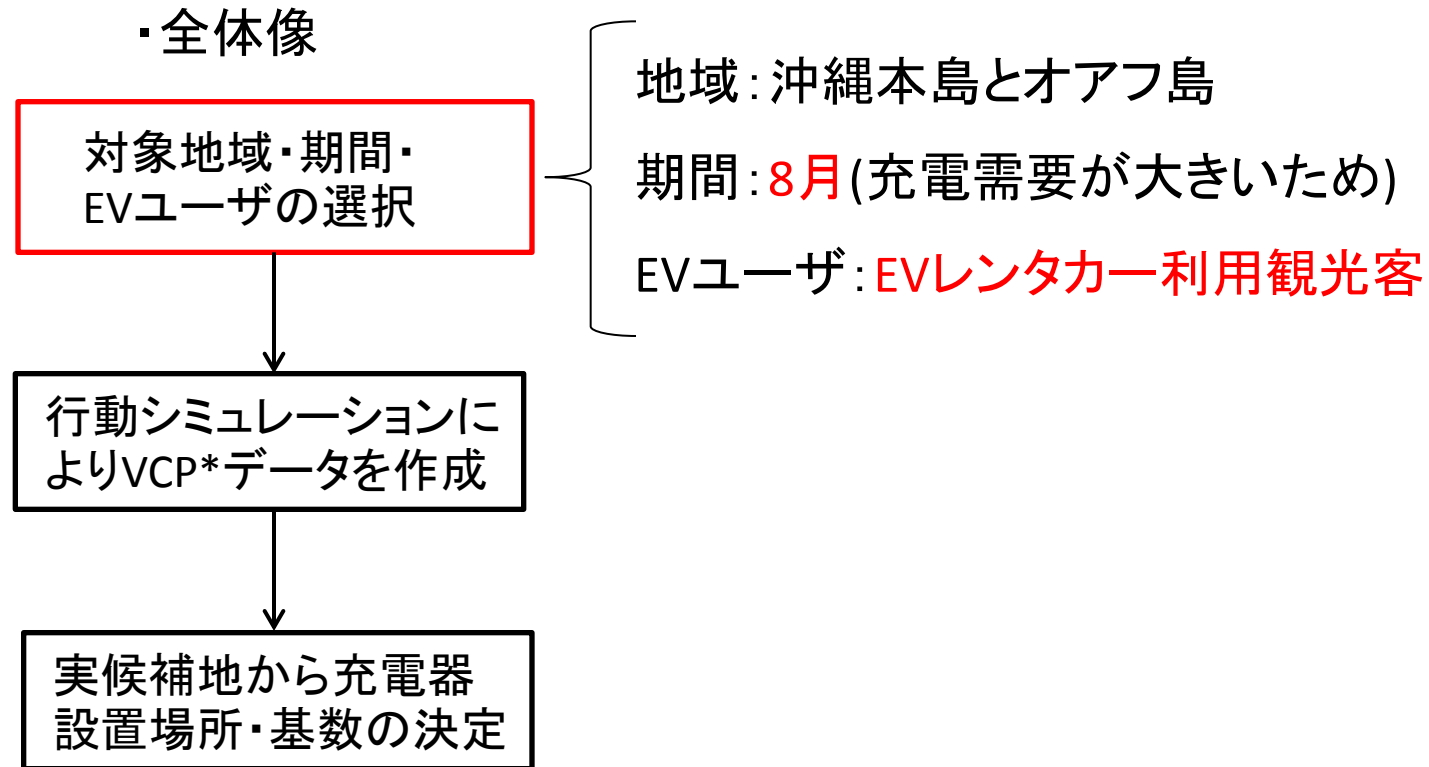 ・全体像
対象地域・期間・
EVユーザの選択
地域：沖縄本島とオアフ島
期間：8月(充電需要が大きいため)
EVユーザ：EVレンタカー利用観光客
行動シミュレーションに
よりVCP*データを作成
実候補地から充電器
設置場所・基数の決定